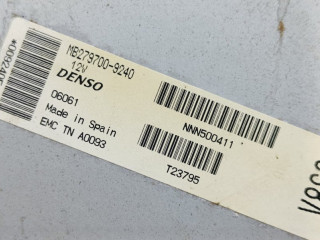 MB279700-9240
12V
DENSO
06061
Made in Spain
EMC TN A0093
NNN500411
T23795